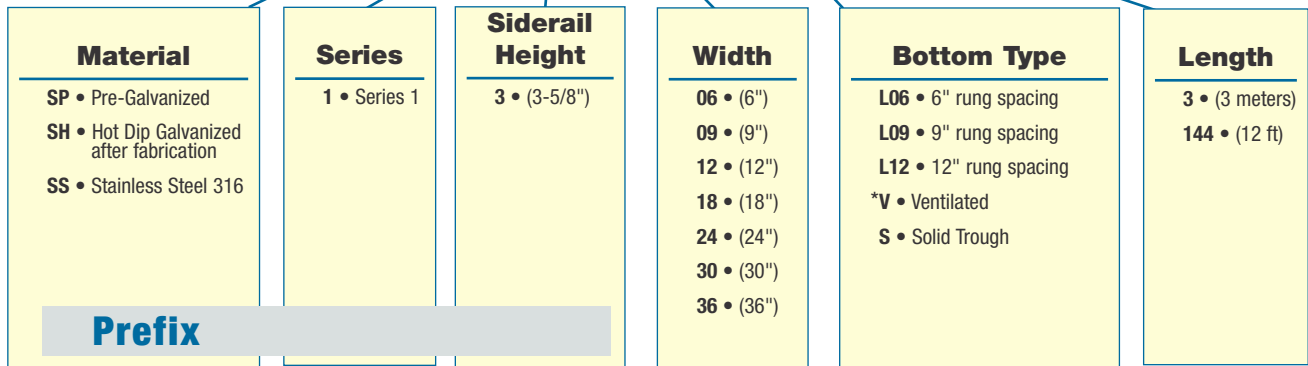 Material
SP • Pre-Galvanized
SH • Hot Dip Galvanized
after fabrication
SS • Stainless Steel 316
Series
1 • Series 1
Siderail
Height
3 • (3-5/8")
Prefix
Width
06 • (6")
09 • (9")
12 • (12")
18 • (18")
24 • (24")
30 • (30")
36 • (36")
Bottom Type
L06 • 6" rung spacing
L09 • 9" rung spacing
L12 • 12" rung spacing
*V • Ventilated
S • Solid Trough
Length
3 • (3 meters)
144 • (12 ft)